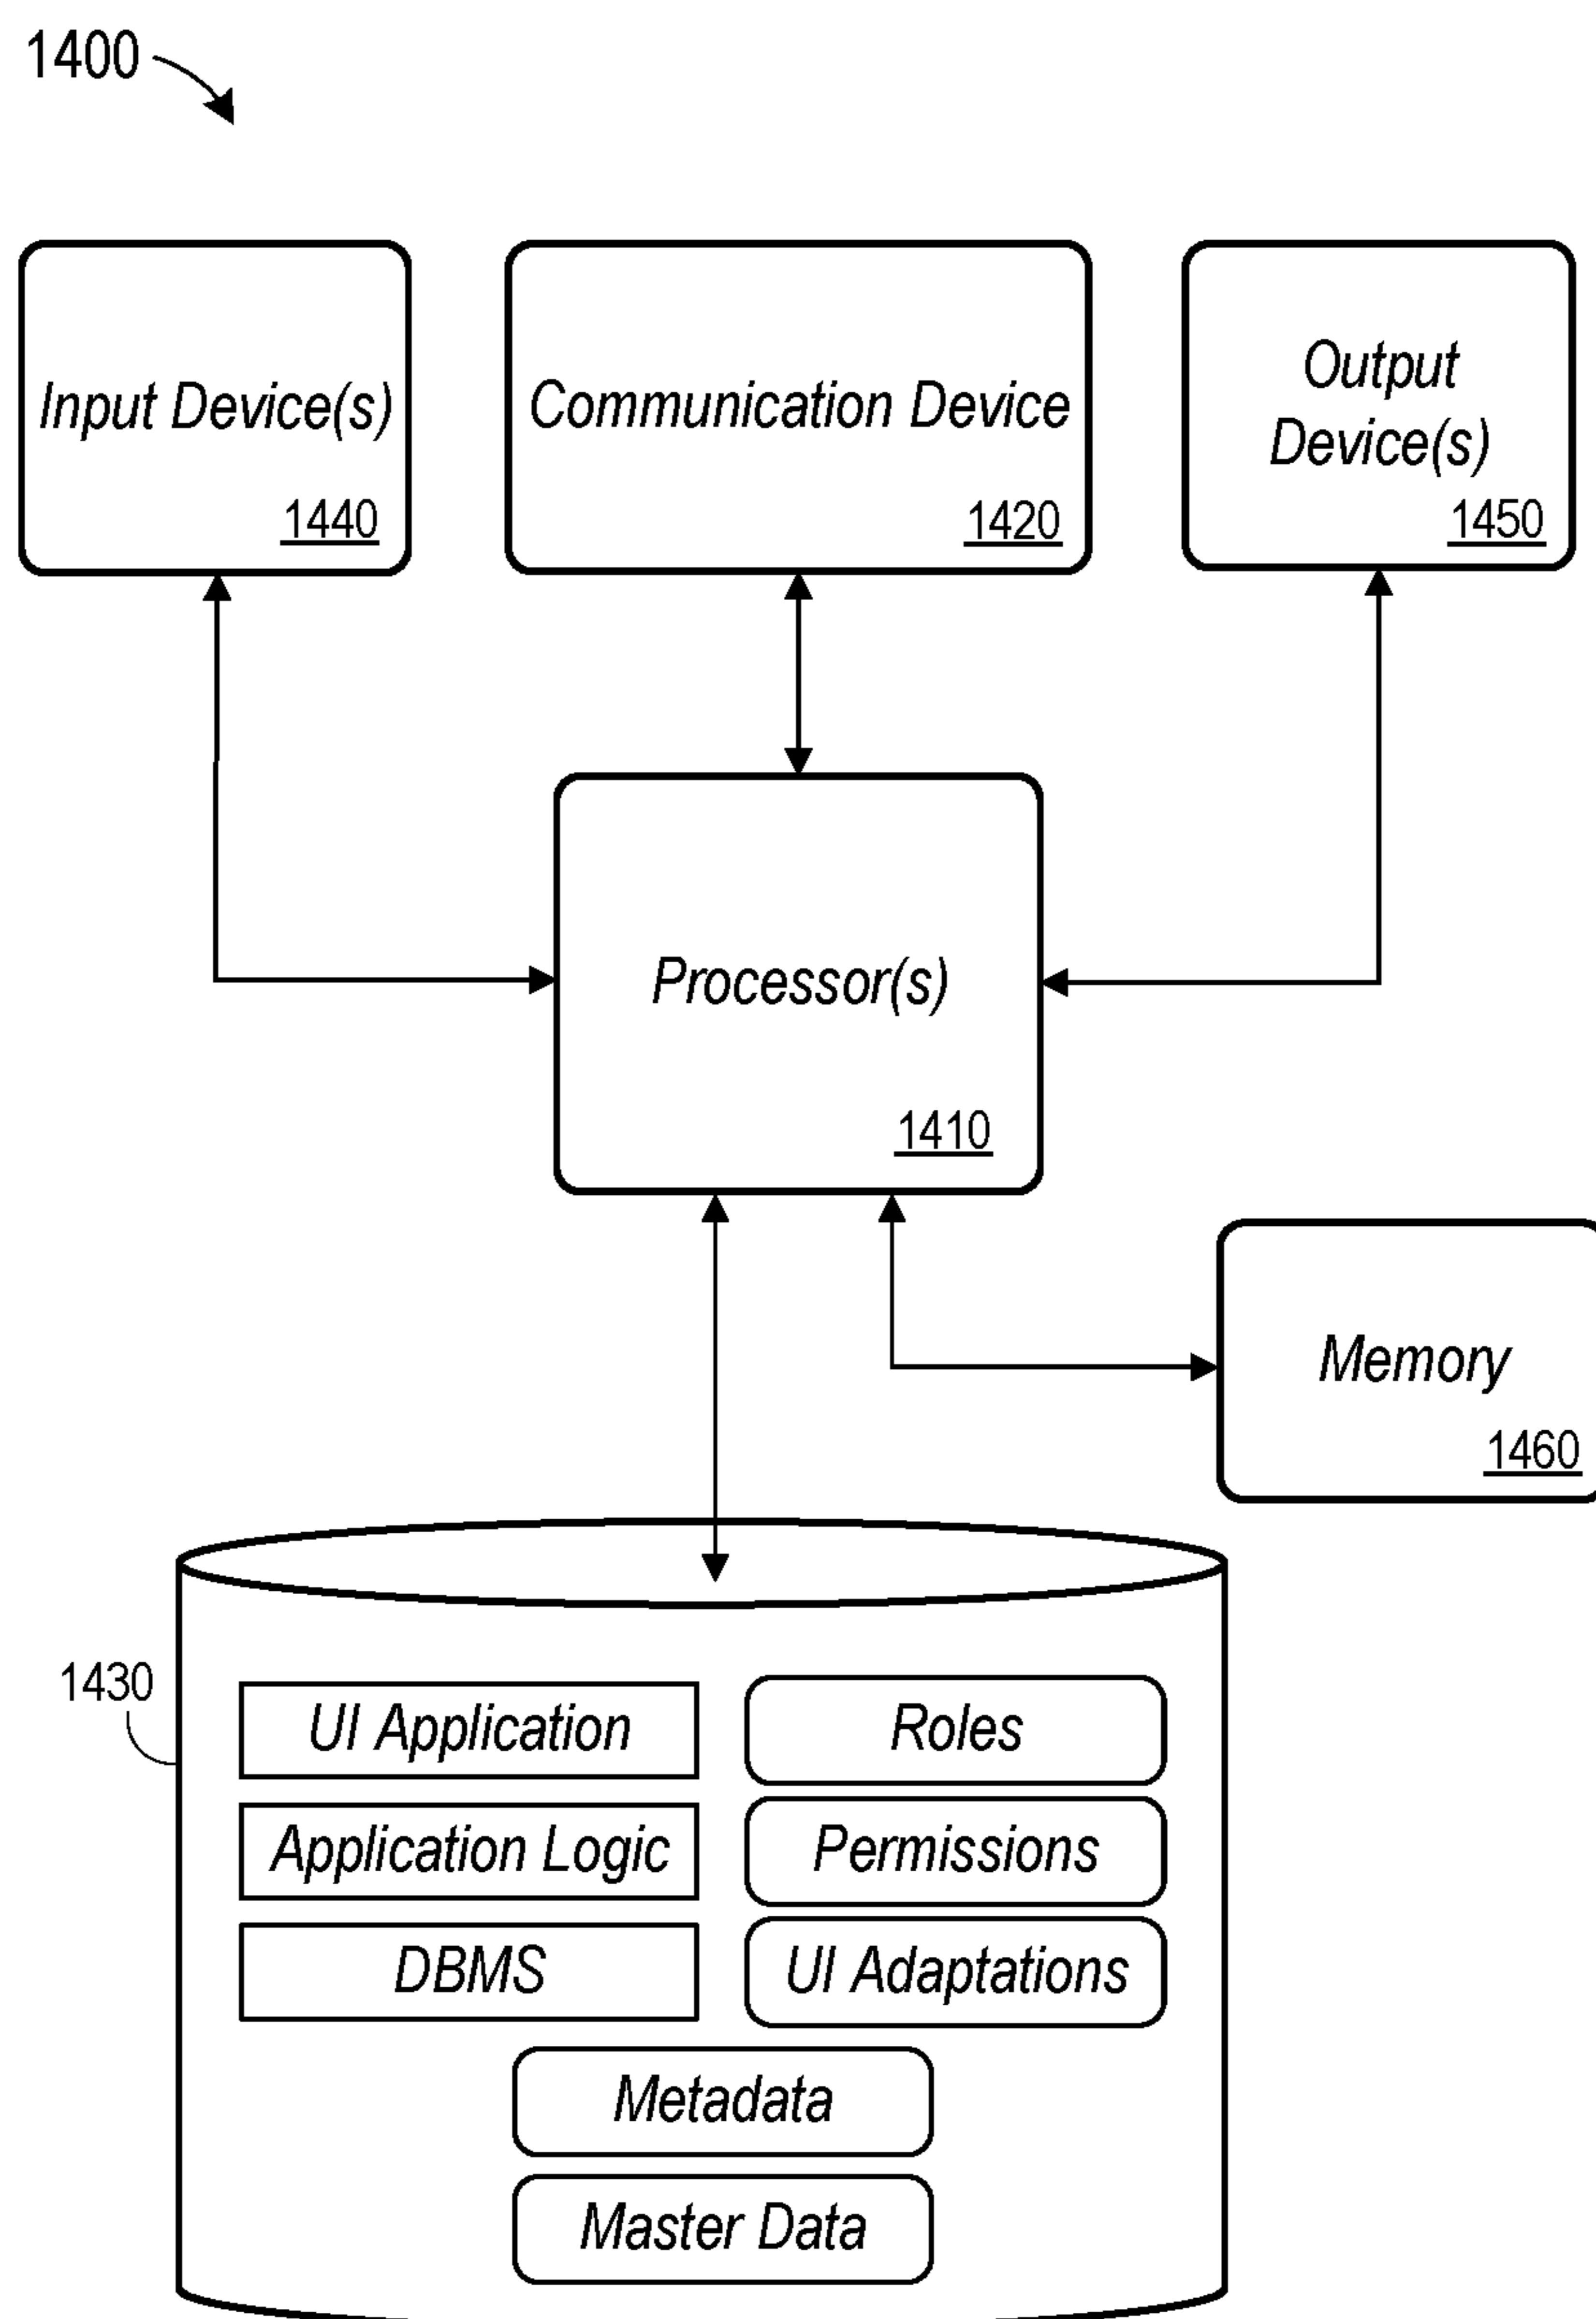 1400
Input Device(s)
1440
Communication Device
1420
Output
Device(s)
1450
Processor(s)
1410
Memory
1460
1430
UI Application
Roles
Application Logic
Permissions
DBMS
UI Adaptations
Metadata
Master Data